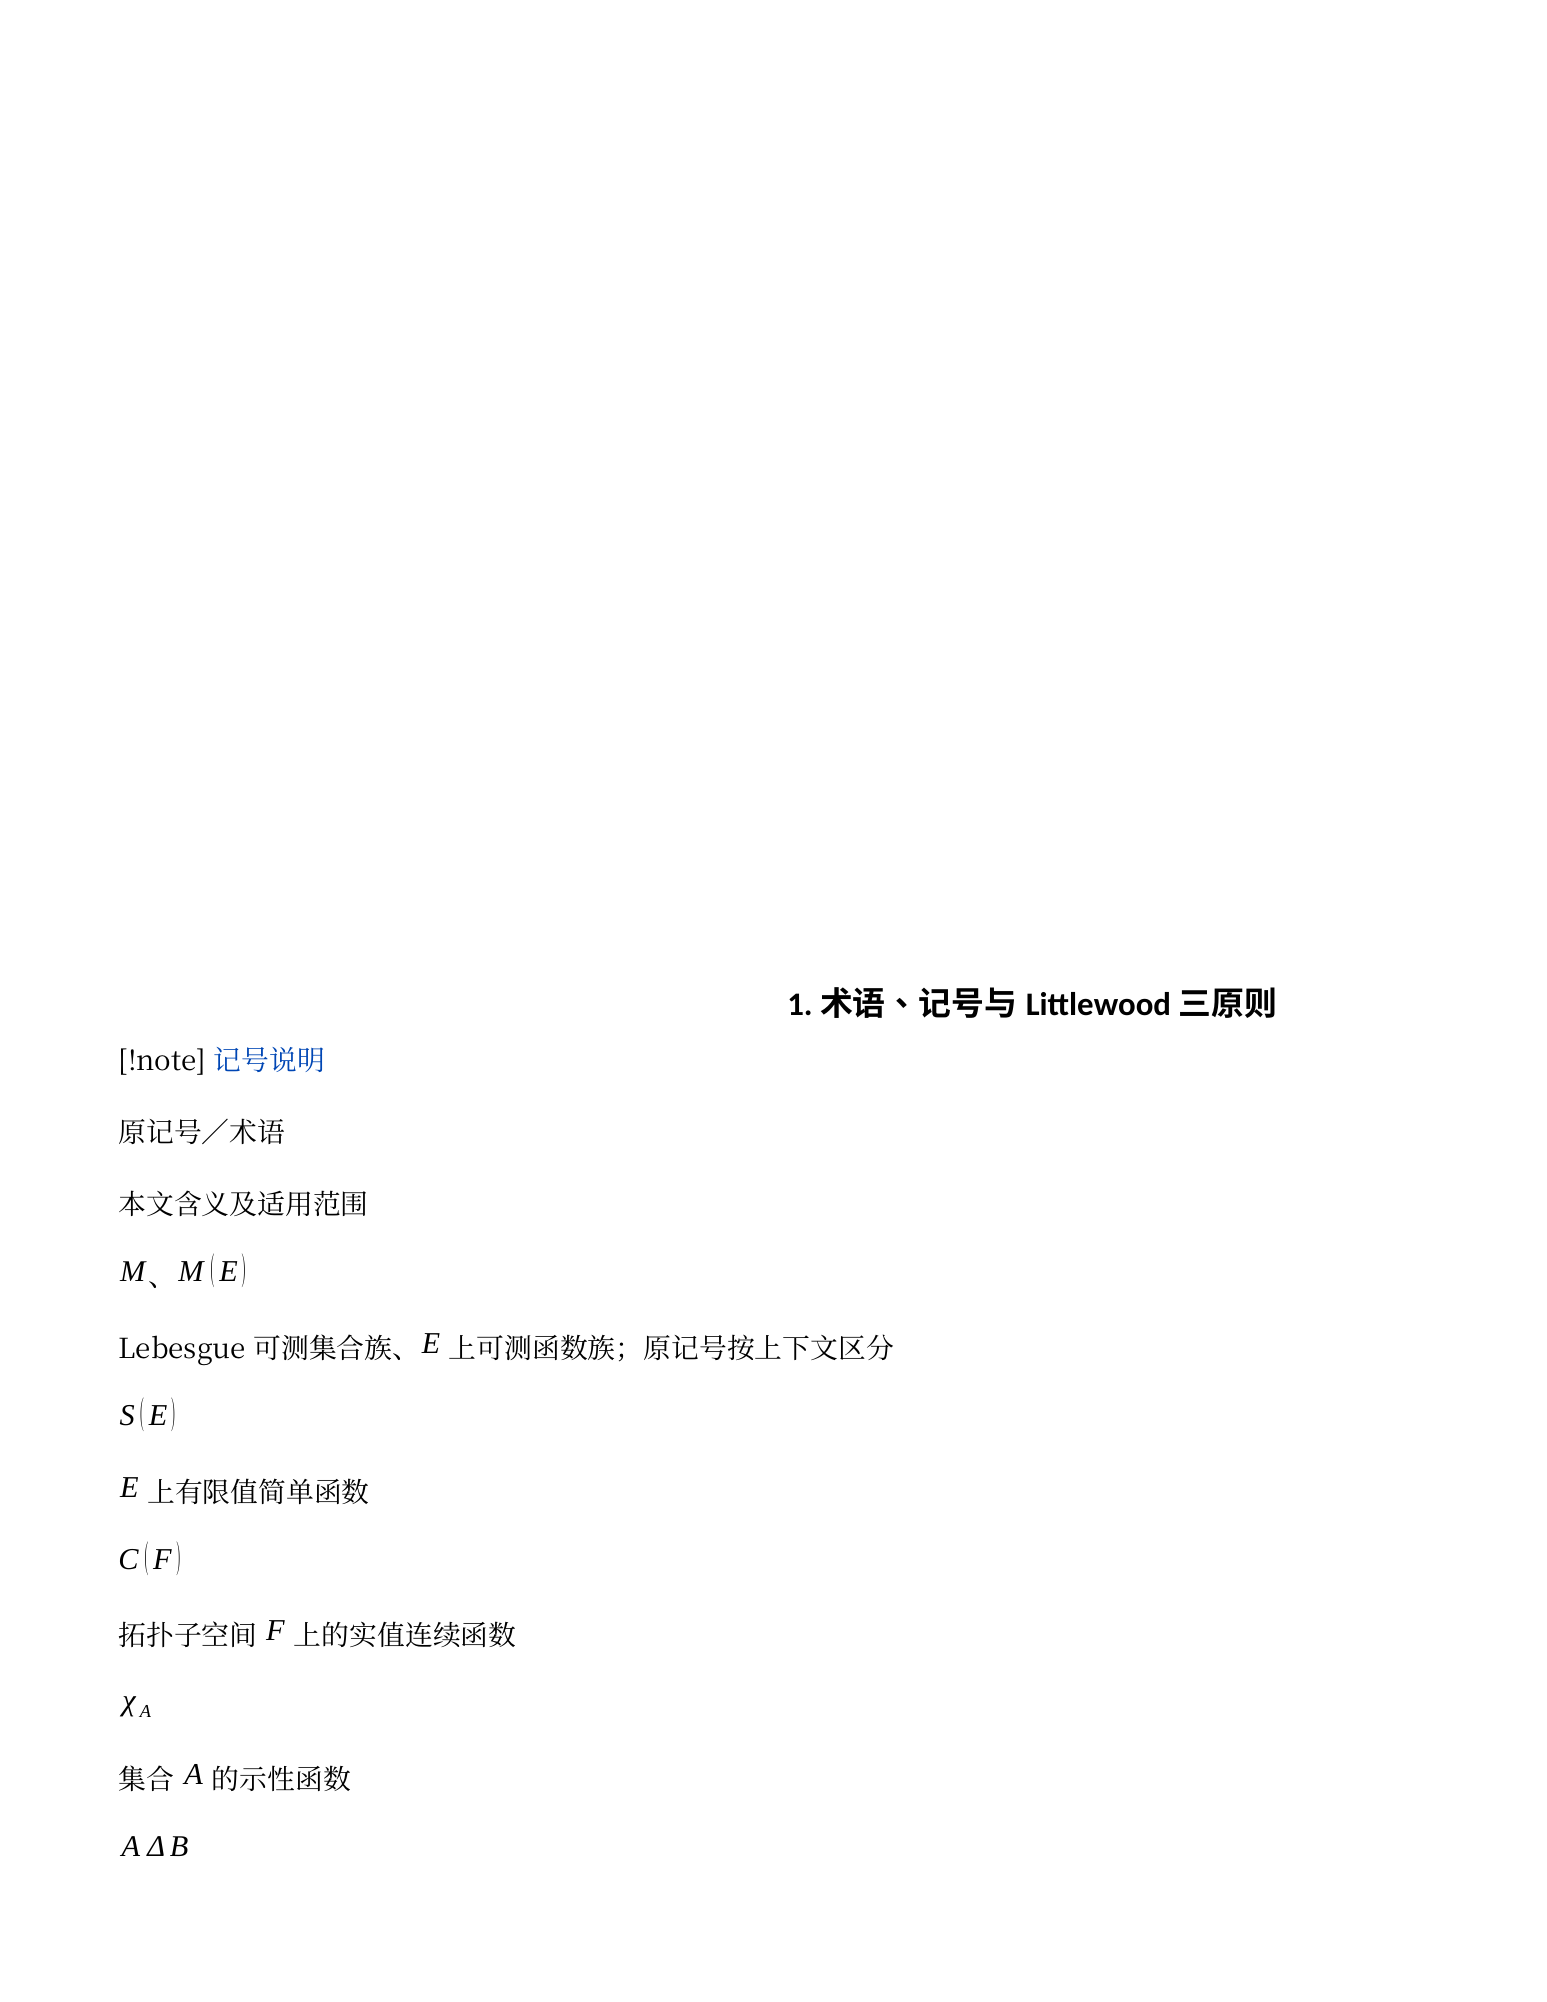 1. 术语、记号与 Littlewood 三原则
[!note] 记号说明
原记号／术语
本文含义及适用范围
M、M(E)
Lebesgue 可测集合族、E 上可测函数族；原记号按上下文区分
S(E)
E 上有限值简单函数
C(F)
拓扑子空间 F 上的实值连续函数
χ_A
集合 A 的示性函数
A Δ B